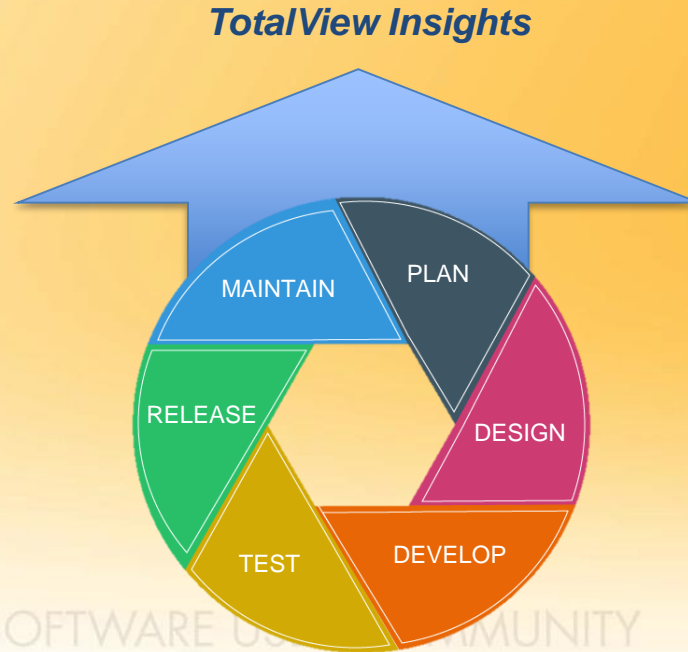 TotalView Insights
PLAN
MAINTAIN
RELEASE
DESIGN
DEVELOP
TEST